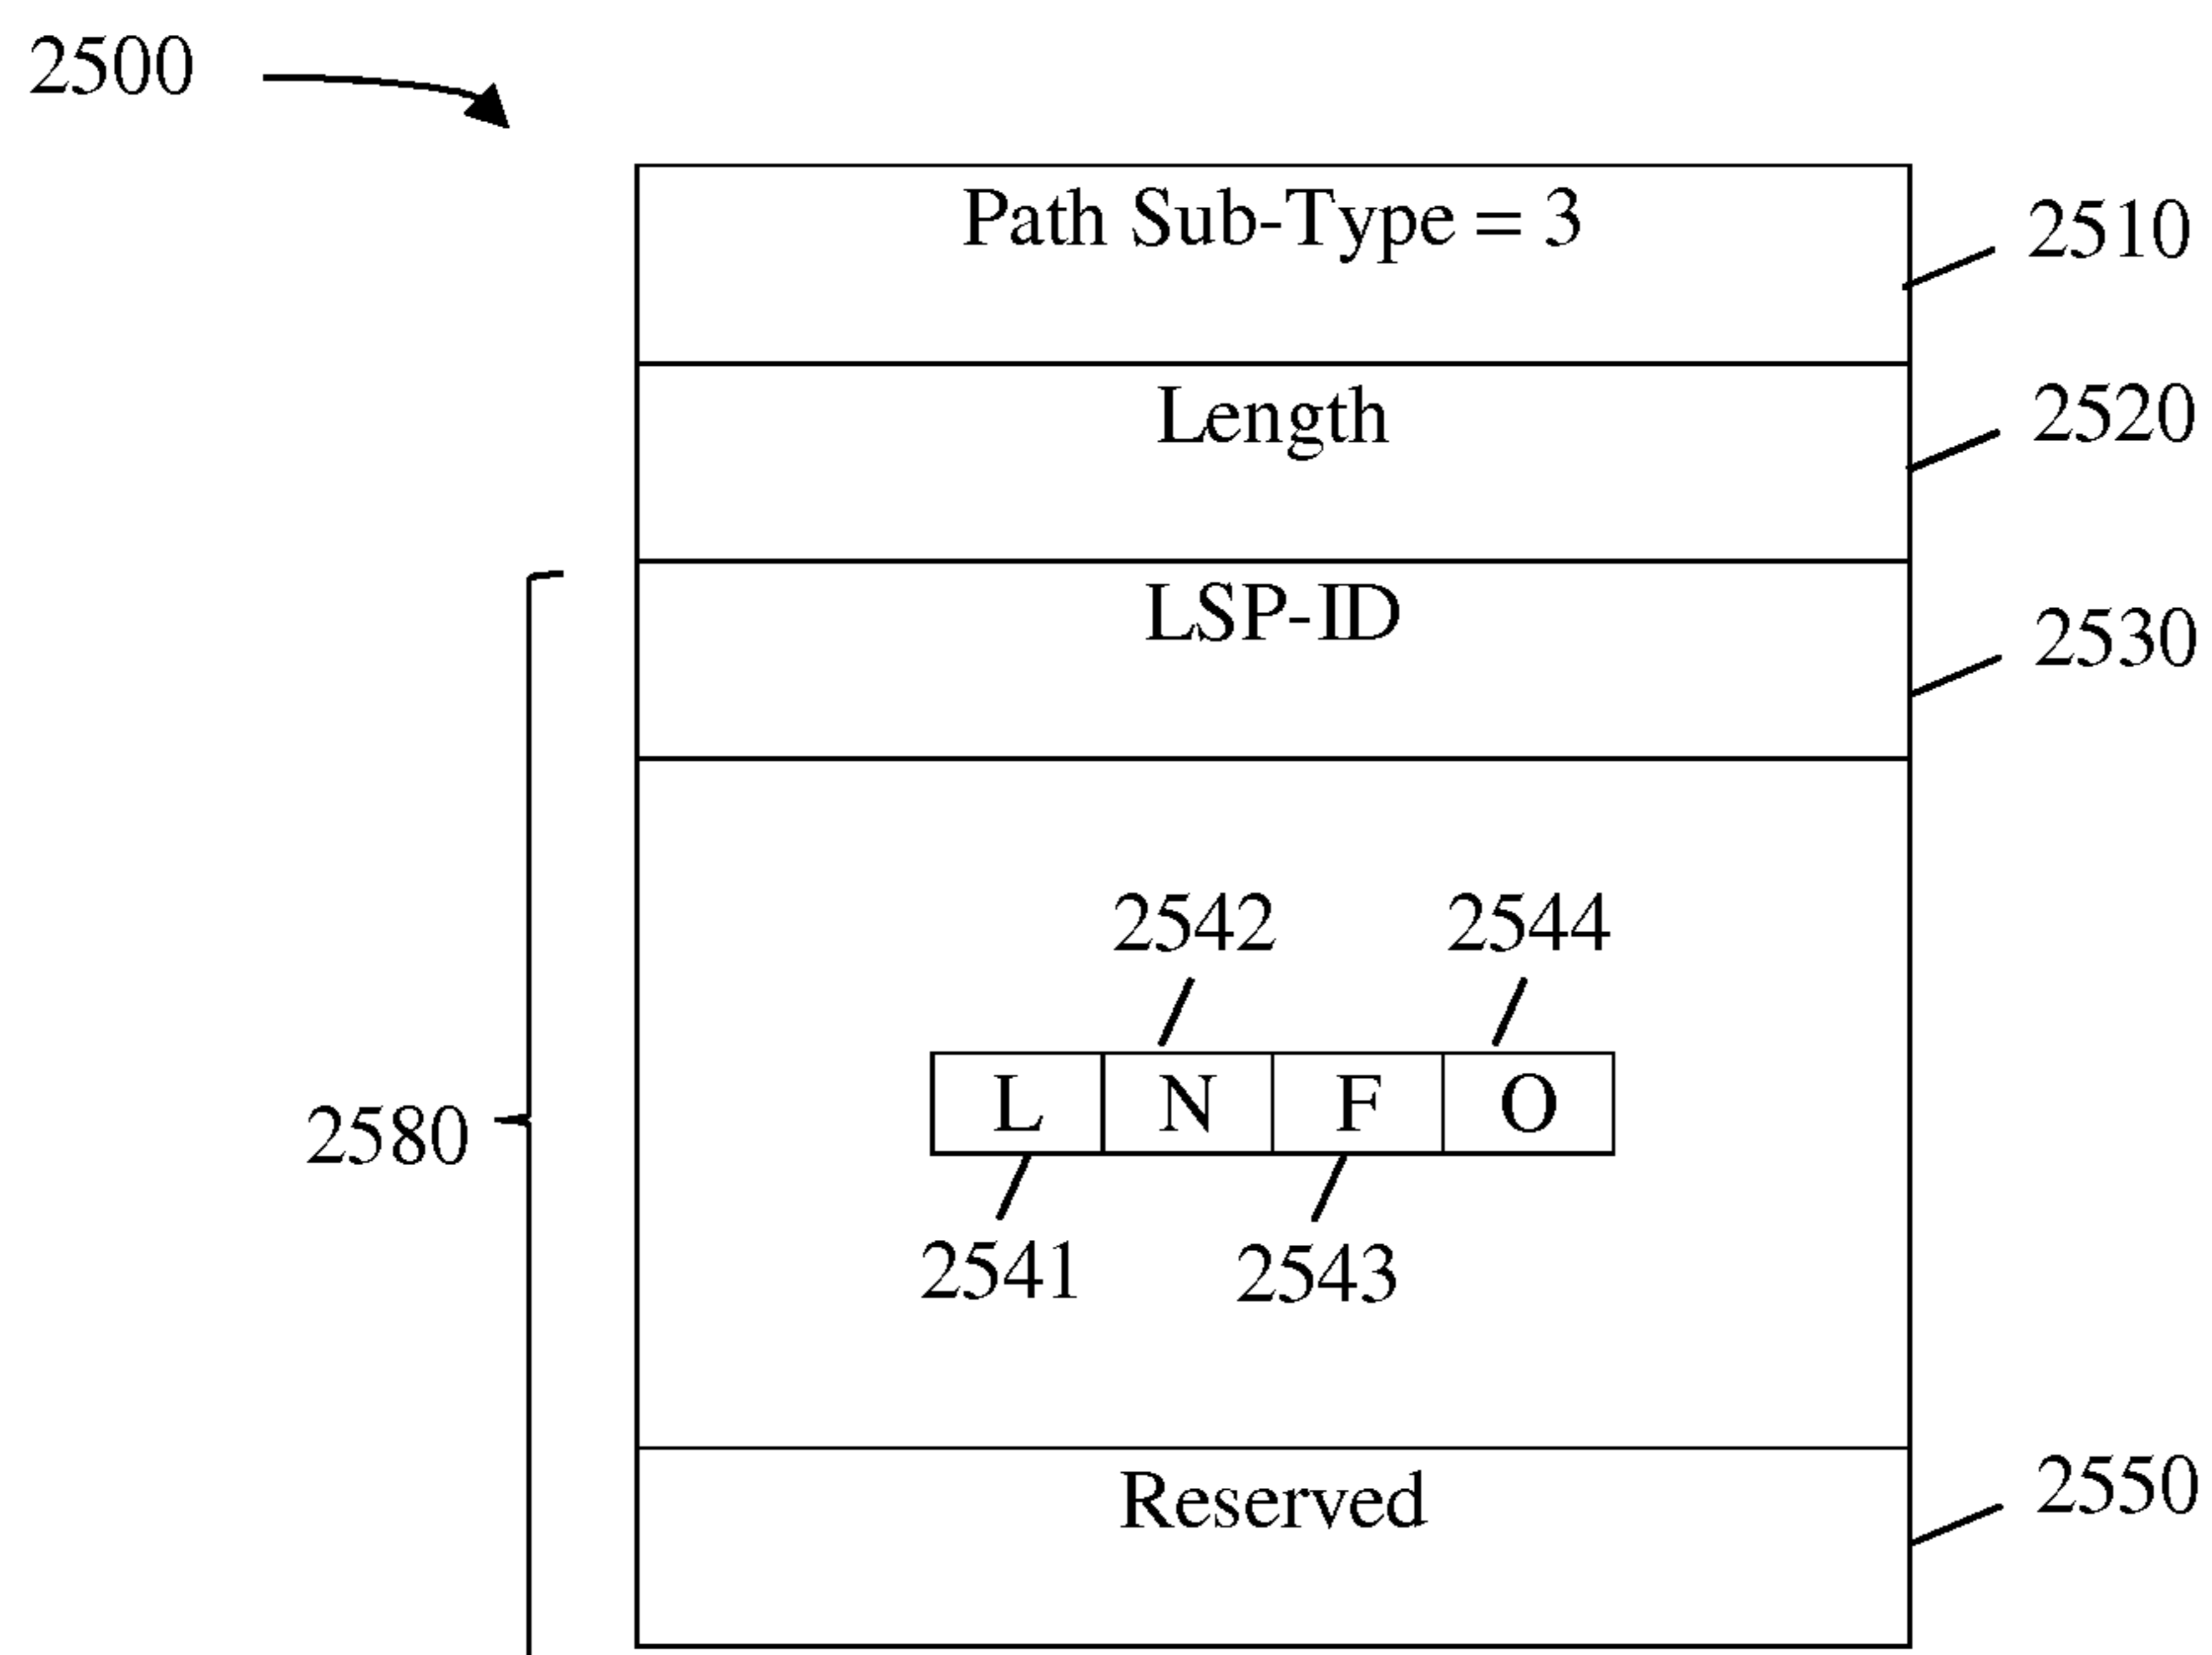 2500
Path Sub-Type = 3
2510
Length
2520
LSP-ID
2530
2542 2544
L N F O
2580
2541 2543
Reserved
2550